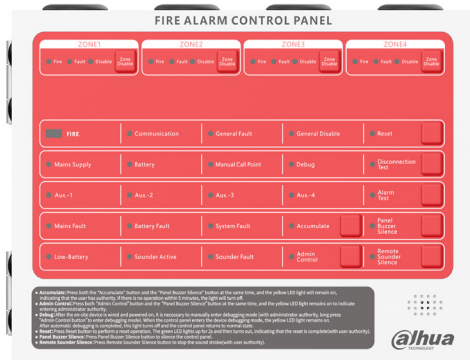 FIRE ALARM CONTROL PANEL
ZONE1 ZONE2 ZONE3 ZONE4
Fire Fault Disable Zone Disable Fire Fault Disable Zone Disable Fire Fault Disable Zone Disable Fire Fault Disable Zone Disable
FIRE Communication General Fault General Disable Reset
Mains Supply Battery Manual Call Point Debug Disconnection Test
Aux.-1 Aux.-2 Aux.-3 Aux.-4 Alarm Test
Mains Fault Battery Fault System Fault Accumulate Panel Buzzer Silence
Low-Battery Sounder Active Sounder Fault Admin Control Remote Sounder Silence
Accumulate:Press both the "Accumulate" button and the "Panel Buzzer Silence" button at the same time, and the yellow LED light will remain on,
indicating that the user has authority. If there is no operation within 5 minutes, the light will turn off.
Admin Control:Press both "Admin Control"button and the "Panel Buzzer Silence" button at the same time, and the yellow LED light remains on to indicate
entering administrator authority.
Debug:After the on-site device is wired and powered on, it is necessary to manually enter debugging mode (with administrator authority, long press
"Admin Control"button to enter debugging mode). When the control panel enters the device debugging mode, the yellow LED light remains on.
After automatic debugging is completed, this light turns off and the control panel returns to normal state.
Reset:Press Reset button to perform a reset operation. The green LED lights up for 2s and then turns out, indicating that the reset is complete(with user authority).
Panel Buzzer Silence:Press Panel Buzzer Silence button to silence the control panel.
Remote Sounder Silence:Press Remote Sounder Silence button to stop the sound strobe(with user authority).
alhua
TECHNOLOGY